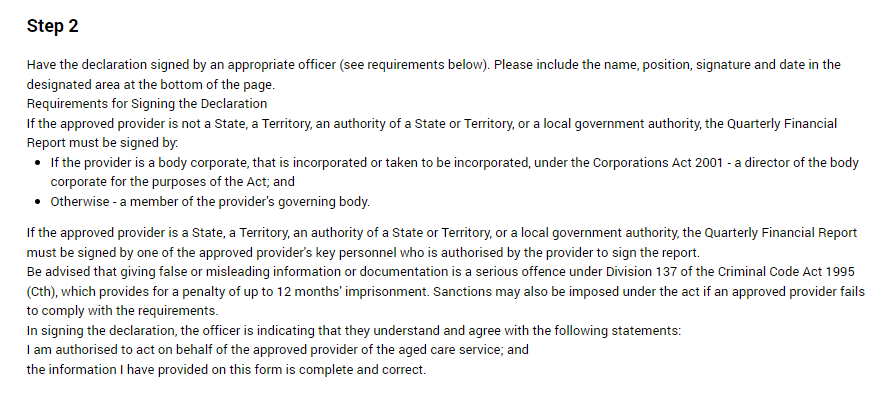 Step 2
Have the declaration signed by an appropriate officer (see requirements below). Please include the name, position, signature and date in the
designated area at the bottom of the page.
Requirements for Signing the Declaration
If the approved provider is not a State, a Territory, an authority of a State or Territory, or a local government authority, the Quarterly Financial
Report must be signed by:
• If the provider is a body corporate, that is incorporated or taken to be incorporated, under the Corporations Act 2001 - a director of the body
corporate for the purposes of the Act; and
• Otherwise - a member of the provider's governing body.
If the approved provider is a State, a Territory, an authority of a State or Territory, or a local government authority, the Quarterly Financial Report
must be signed by one of the approved provider's key personnel who is authorised by the provider to sign the report.
Be advised that giving false or misleading information or documentation is a serious offence under Division 137 of the Criminal Code Act 1995
(Cth), which provides for a penalty of up to 12 months' imprisonment. Sanctions may also be imposed under the act if an approved provider fails
to comply with the requirements.
In signing the declaration, the officer is indicating that they understand and agree with the following statements:
I am authorised to act on behalf of the approved provider of the aged care service; and
the information I have provided on this form is complete and correct.